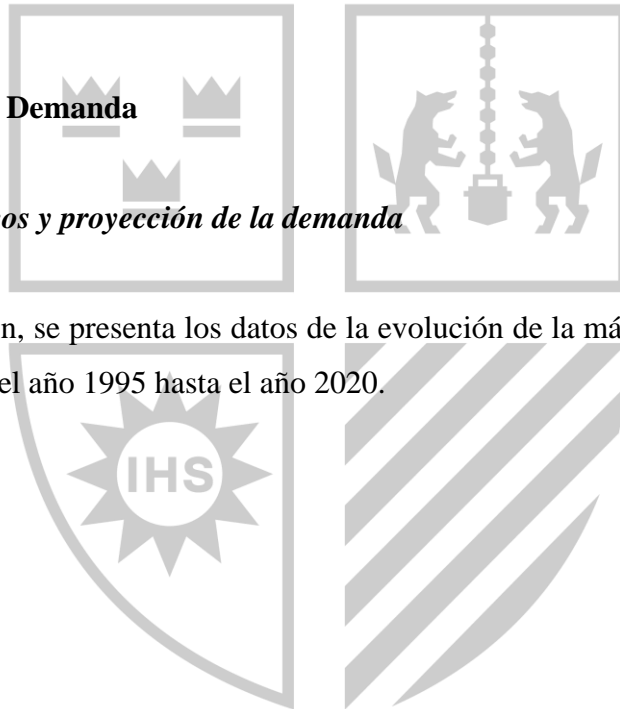 Demanda
os y proyección de la demanda
n, se presenta los datos de la evolución de la má
el año 1995 hasta el año 2020.
IHS